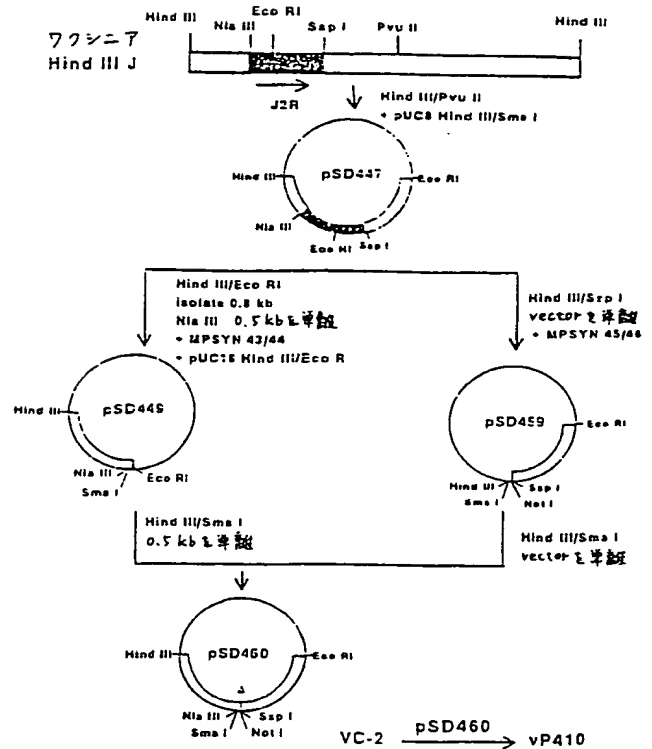 Eco RI
Hind III Nla III Ssp I Pvu II Hind III
ワクシニア
Hind III J
J2R
Hind III/Pvu II
+ pUC8 Hind III/Sma I
pSD447
Hind III
Eco RI
Nla III
Eco RI Ssp I
Hind III/Eco RI
isolate 0.8 kb
Nla III 0.5 kbを単離
+ MPSYN 43/44
+ pUC18 Hind III/Eco R
Hind III/Ssp I
vectorを単離
+ MPSYN 45/46
pSD449
Hind III
Nla III Eco RI
Sma I
pSD459
Eco RI
Hind III Ssp I
Sma I Not I
Hind III/Sma I
0.5 kbを単離
Hind III/Sma I
vectorを単離
pSD460
Hind III
Eco RI
Nla III Ssp I
Sma I Not I
VC-2 pSD460 vP410